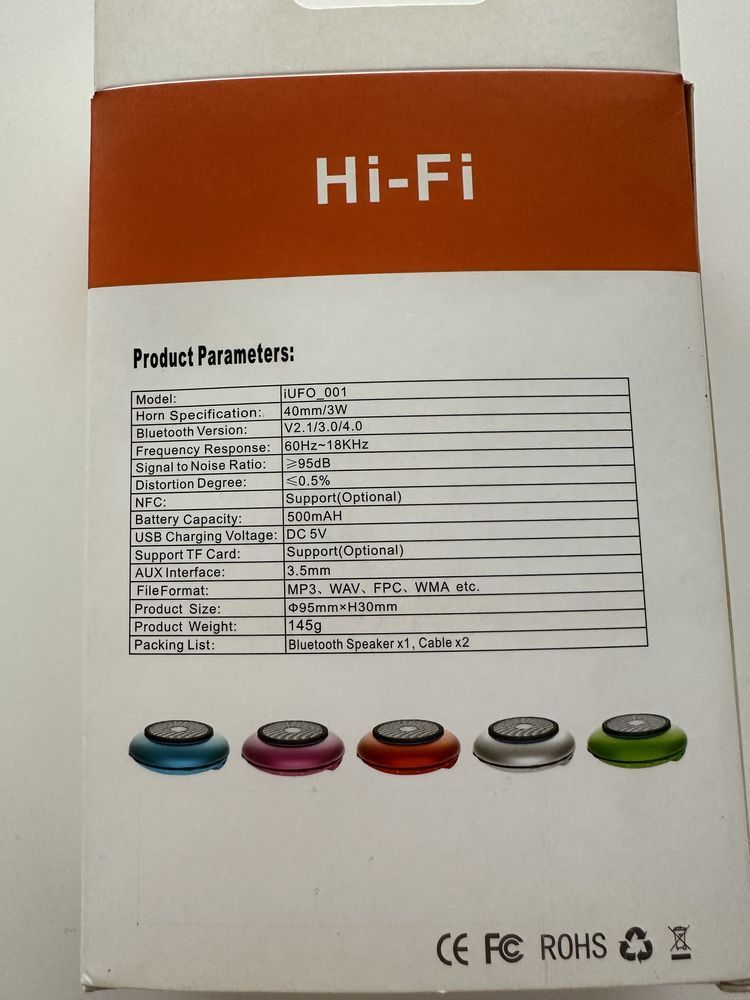 Hi-Fi
Product Parameters:
Model: iUFO_001
Horn Specification: 40mm/3W
Bluetooth Version: V2.1/3.0/4.0
Frequency Response: 60Hz~18KHz
Signal to Noise Ratio: ≥95dB
Distortion Degree: ≤0.5%
NFC: Support(Optional)
Battery Capacity: 500mAH
USB Charging Voltage: DC 5V
Support TF Card: Support(Optional)
AUX Interface: 3.5mm
FileFormat: MP3、WAV、FPC、WMA etc.
Product Size: Φ95mm×H30mm
Product Weight: 145g
Packing List: Bluetooth Speaker x1, Cable x2
CE FC ROHS